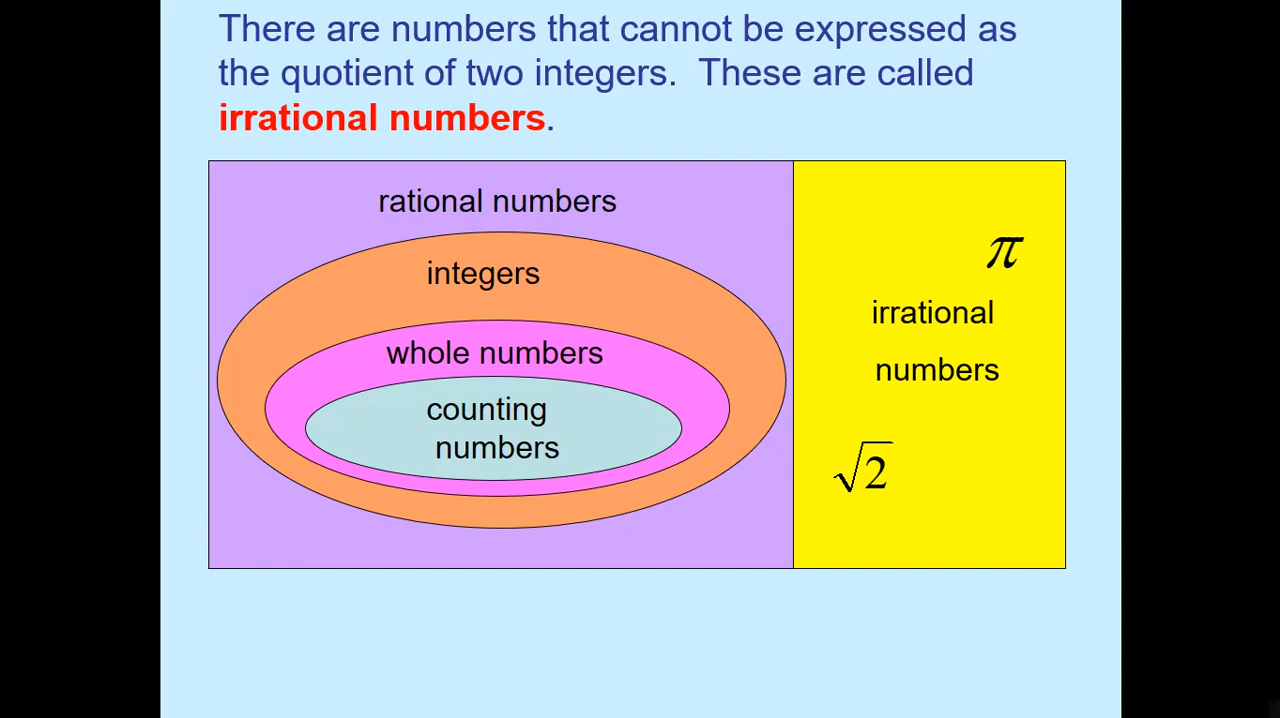 There are numbers that cannot be expressed as
the quotient of two integers.  These are called
irrational numbers.
rational numbers
integers
whole numbers
counting
numbers
π
irrational
numbers
√2